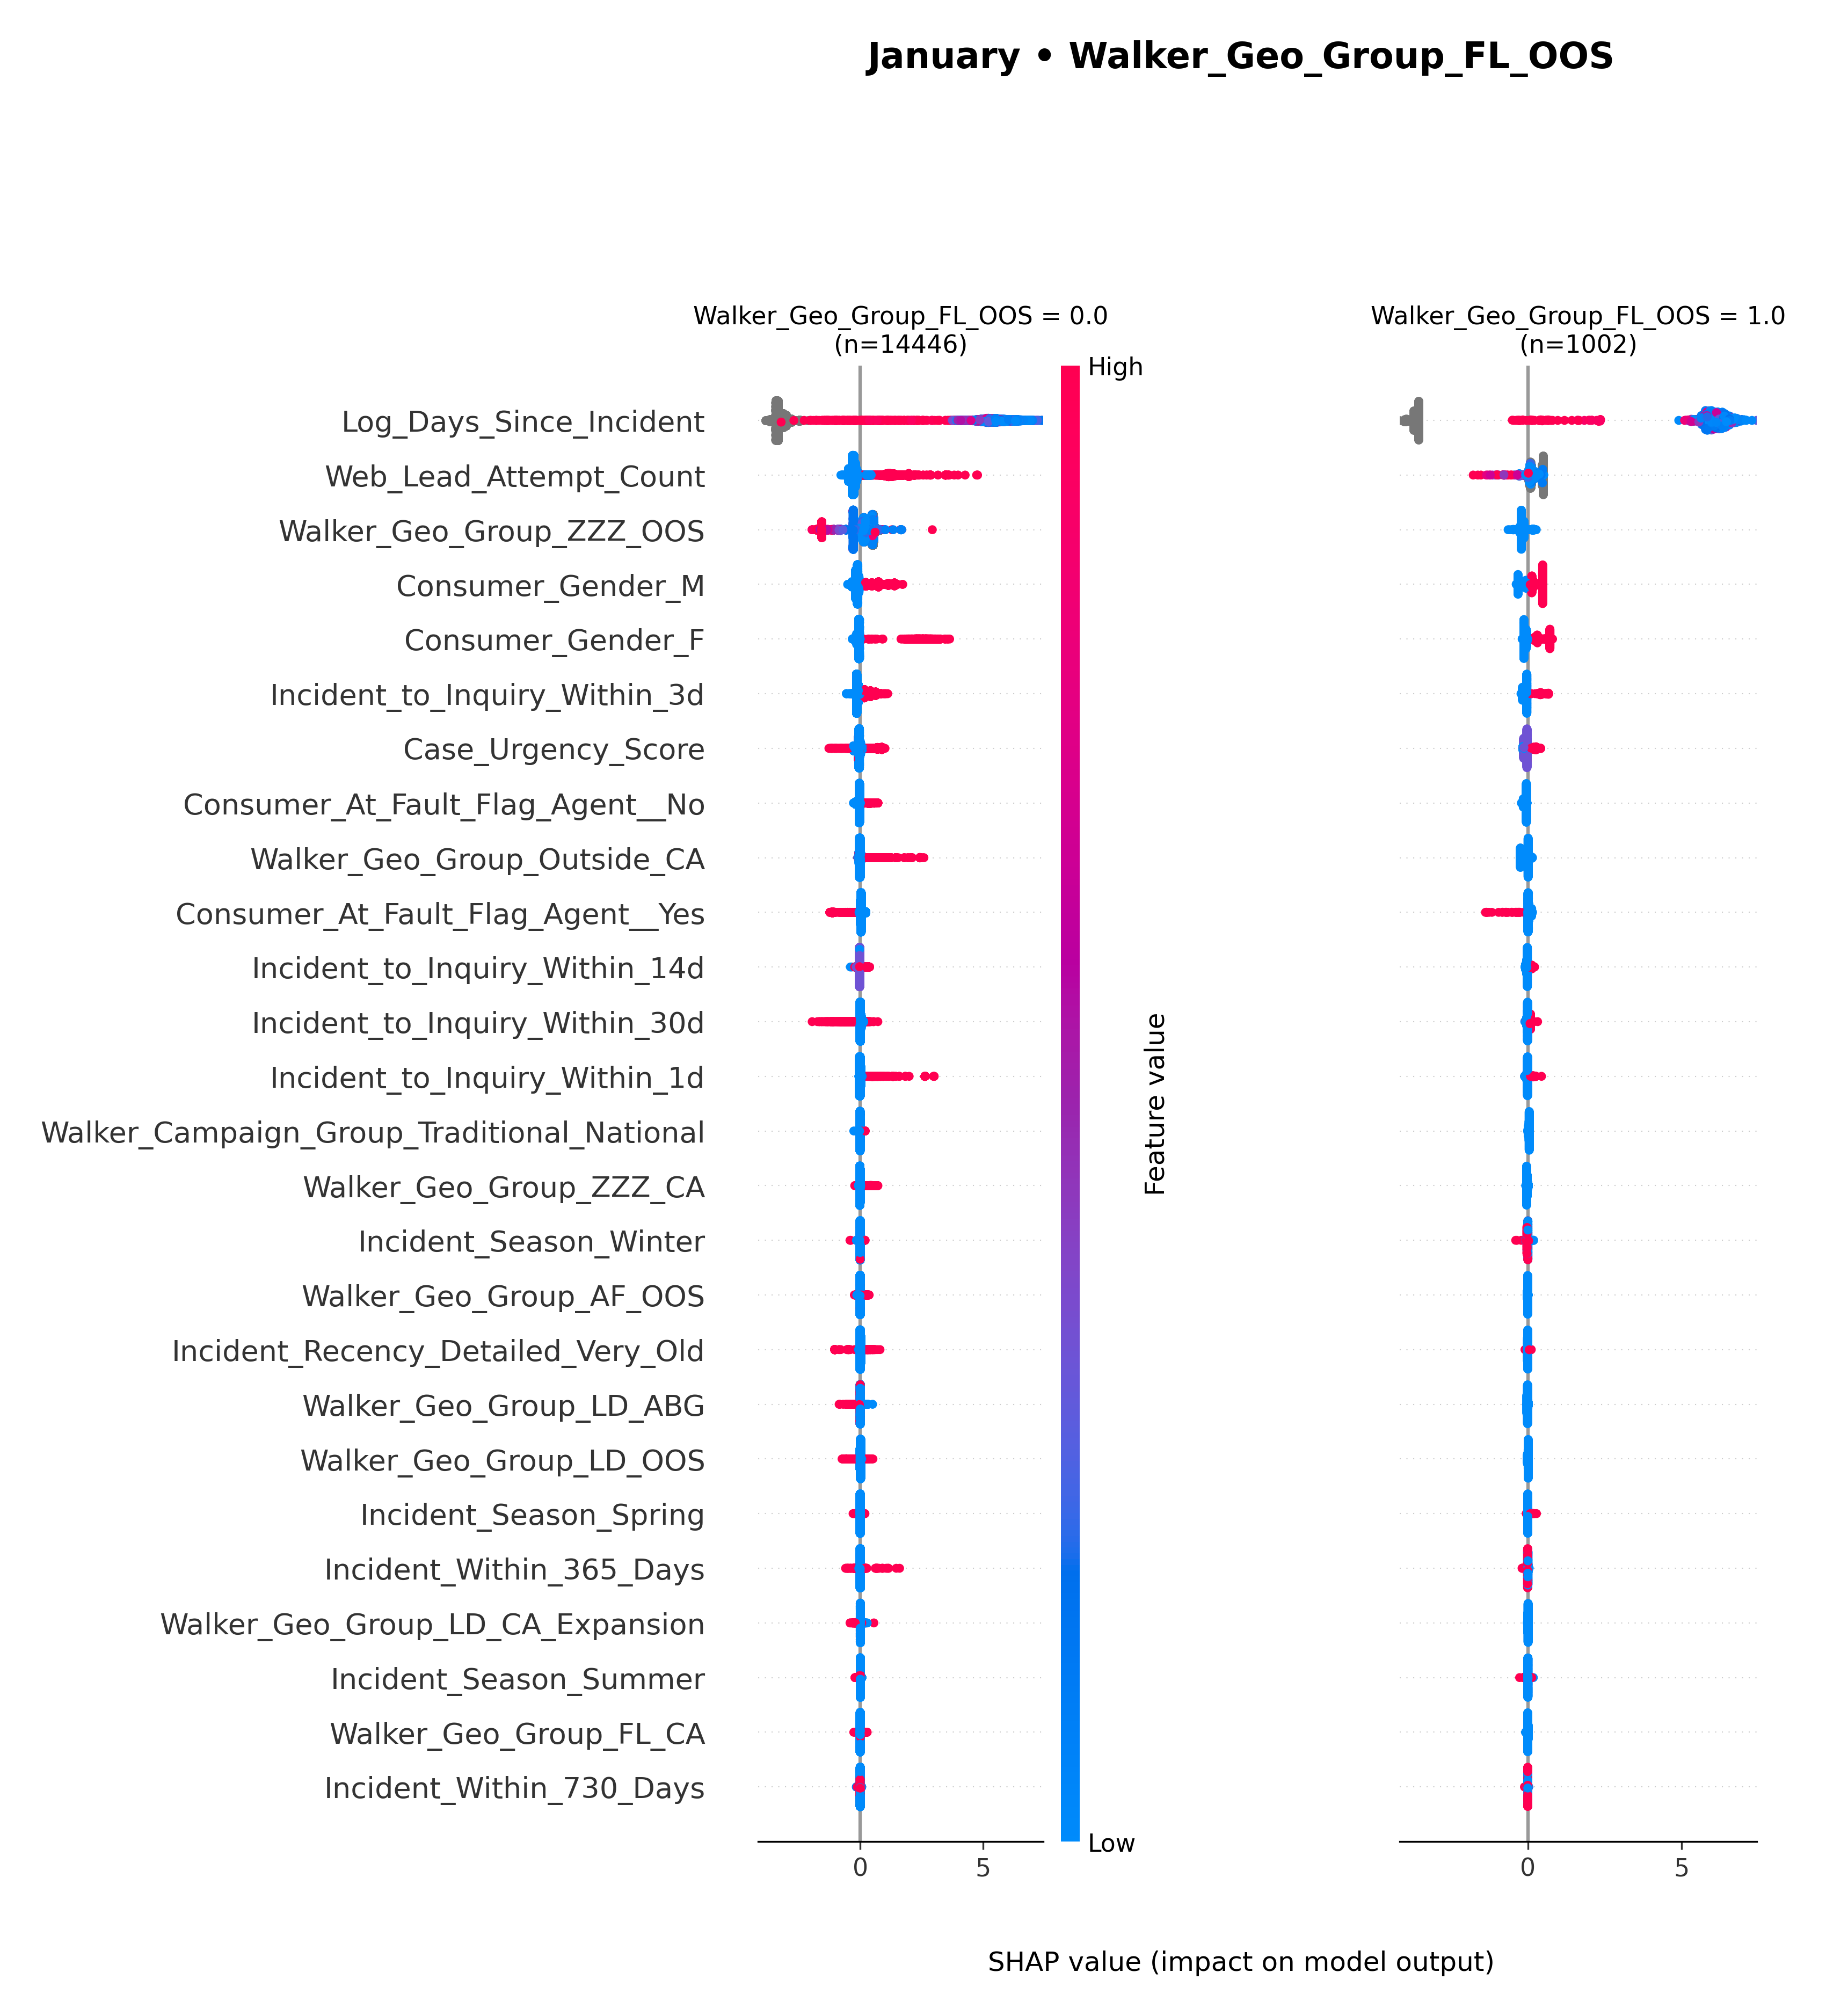 January • Walker_Geo_Group_FL_OOS
Walker_Geo_Group_FL_OOS = 0.0
(n=14446)
Walker_Geo_Group_FL_OOS = 1.0
(n=1002)
High
Log_Days_Since_Incident
Web_Lead_Attempt_Count
Walker_Geo_Group_ZZZ_OOS
Consumer_Gender_M
Consumer_Gender_F
Incident_to_Inquiry_Within_3d
Case_Urgency_Score
Consumer_At_Fault_Flag_Agent__No
Walker_Geo_Group_Outside_CA
Consumer_At_Fault_Flag_Agent__Yes
Incident_to_Inquiry_Within_14d
Incident_to_Inquiry_Within_30d
Incident_to_Inquiry_Within_1d
Walker_Campaign_Group_Traditional_National
Walker_Geo_Group_ZZZ_CA
Incident_Season_Winter
Walker_Geo_Group_AF_OOS
Incident_Recency_Detailed_Very_Old
Walker_Geo_Group_LD_ABG
Walker_Geo_Group_LD_OOS
Incident_Season_Spring
Incident_Within_365_Days
Walker_Geo_Group_LD_CA_Expansion
Incident_Season_Summer
Walker_Geo_Group_FL_CA
Incident_Within_730_Days
Feature value
Low
0 5
0 5
SHAP value (impact on model output)